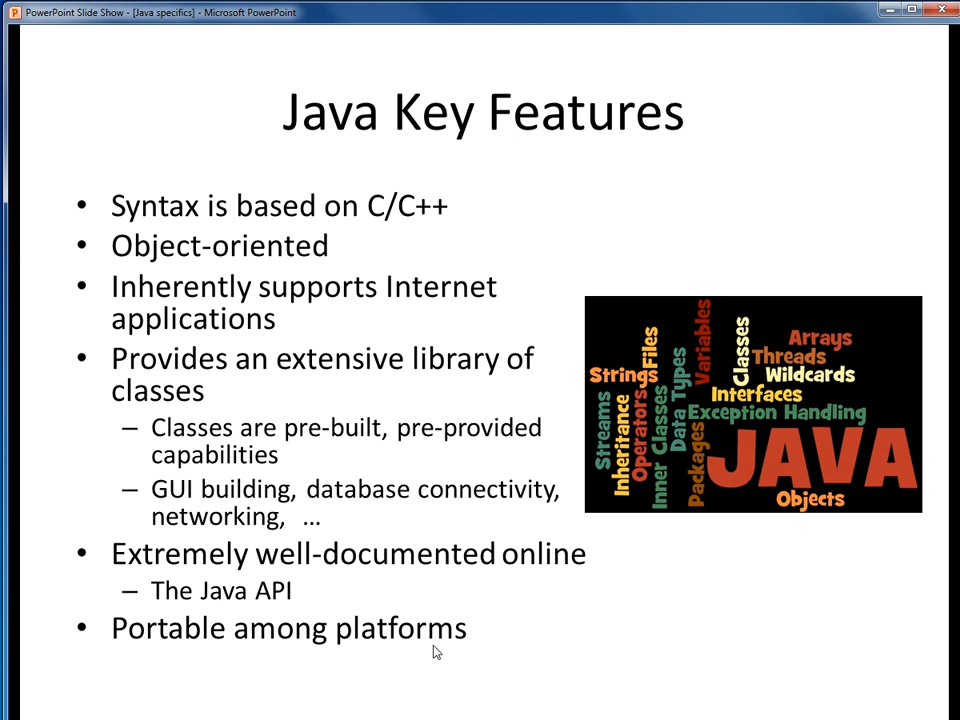 PowerPoint Slide Show - [Java specifics] - Microsoft PowerPoint
Java Key Features
• Syntax is based on C/C++
• Object-oriented
• Inherently supports Internet
applications
• Provides an extensive library of
classes
– Classes are pre-built, pre-provided
capabilities
– GUI building, database connectivity,
networking, …
• Extremely well-documented online
– The Java API
• Portable among platforms
Strings
Files
Variables
Classes
Arrays
Threads
Wildcards
Interfaces
Exception Handling
Streams
Inheritance
Operators
Inner Classes
Data Types
Packages
JAVA
Objects